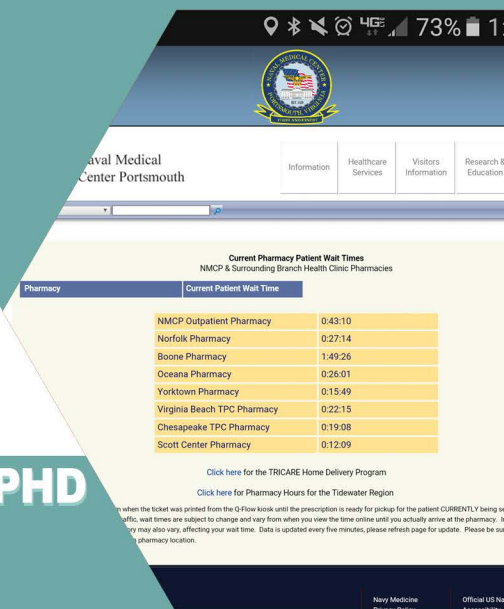 4GE 73% 1:
NAVAL MEDICAL CENTER
PORTSMOUTH, VIRGINIA
Naval Medical
Center Portsmouth
Information
Healthcare
Services
Visitors
Information
Research &
Education
Current Pharmacy Patient Wait Times
NMCP & Surrounding Branch Health Clinic Pharmacies
Pharmacy Current Patient Wait Time
NMCP Outpatient Pharmacy 0:43:10
Norfolk Pharmacy 0:27:14
Boone Pharmacy 1:49:26
Oceana Pharmacy 0:26:01
Yorktown Pharmacy 0:15:49
Virginia Beach TPC Pharmacy 0:22:15
Chesapeake TPC Pharmacy 0:19:08
Scott Center Pharmacy 0:12:09
Click here for the TRICARE Home Delivery Program
Click here for Pharmacy Hours for the Tidewater Region
PHD
when the ticket was printed from the Q-Flow kiosk until the prescription is ready for pickup for the patient CURRENTLY being se
affic, wait times are subject to change and vary from when you view the time online until you actually arrive at the pharmacy. I
ory may also vary, affecting your wait time. Data is updated every five minutes, please refresh page for update. Please be su
pharmacy location.
Navy Medicine Official US Na